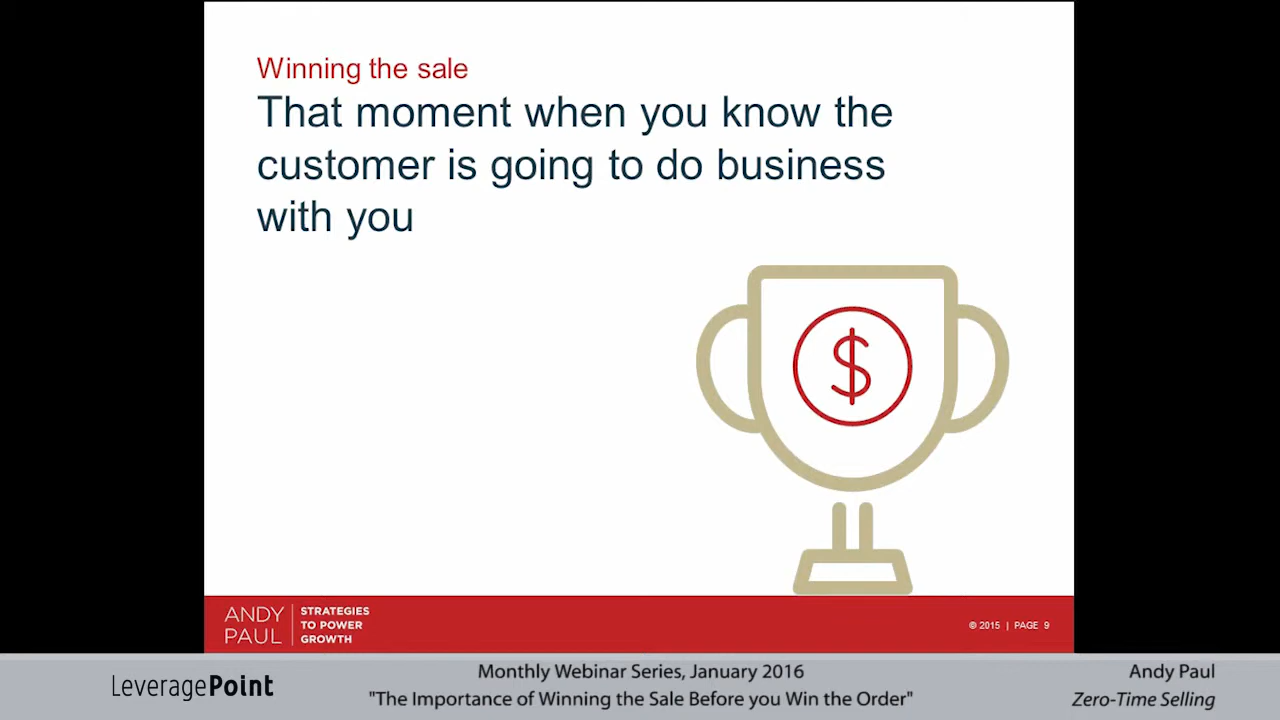 Winning the sale
That moment when you know the
customer is going to do business
with you
$
ANDY
PAUL
STRATEGIES
TO POWER
GROWTH
© 2015 | PAGE 9
LeveragePoint
Monthly Webinar Series, January 2016
"The Importance of Winning the Sale Before you Win the Order"
Andy Paul
Zero-Time Selling